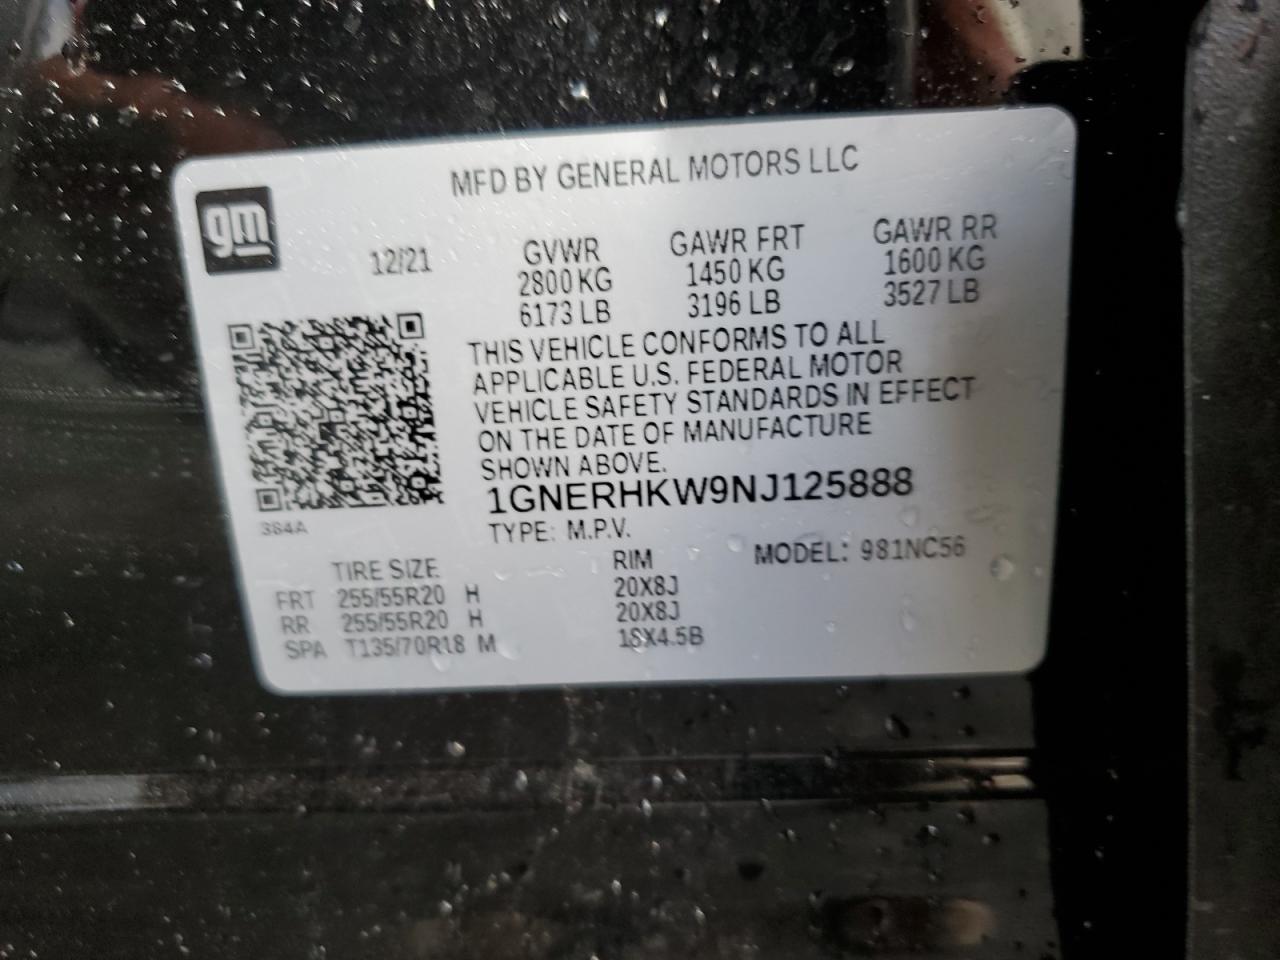 MFD BY GENERAL MOTORS LLC
gm
12/21 GVWR GAWR FRT GAWR RR
2800 KG 1450 KG 1600 KG
6173 LB 3196 LB 3527 LB
THIS VEHICLE CONFORMS TO ALL
APPLICABLE U.S. FEDERAL MOTOR
VEHICLE SAFETY STANDARDS IN EFFECT
ON THE DATE OF MANUFACTURE
SHOWN ABOVE.
1GNERHKW9NJ125888
384A
TYPE: M.P.V. MODEL: 981NC56
TIRE SIZE RIM
FRT 255/55R20 H 20X8J
RR 255/55R20 H 20X8J
SPA T135/70R18 M 18X4.5B